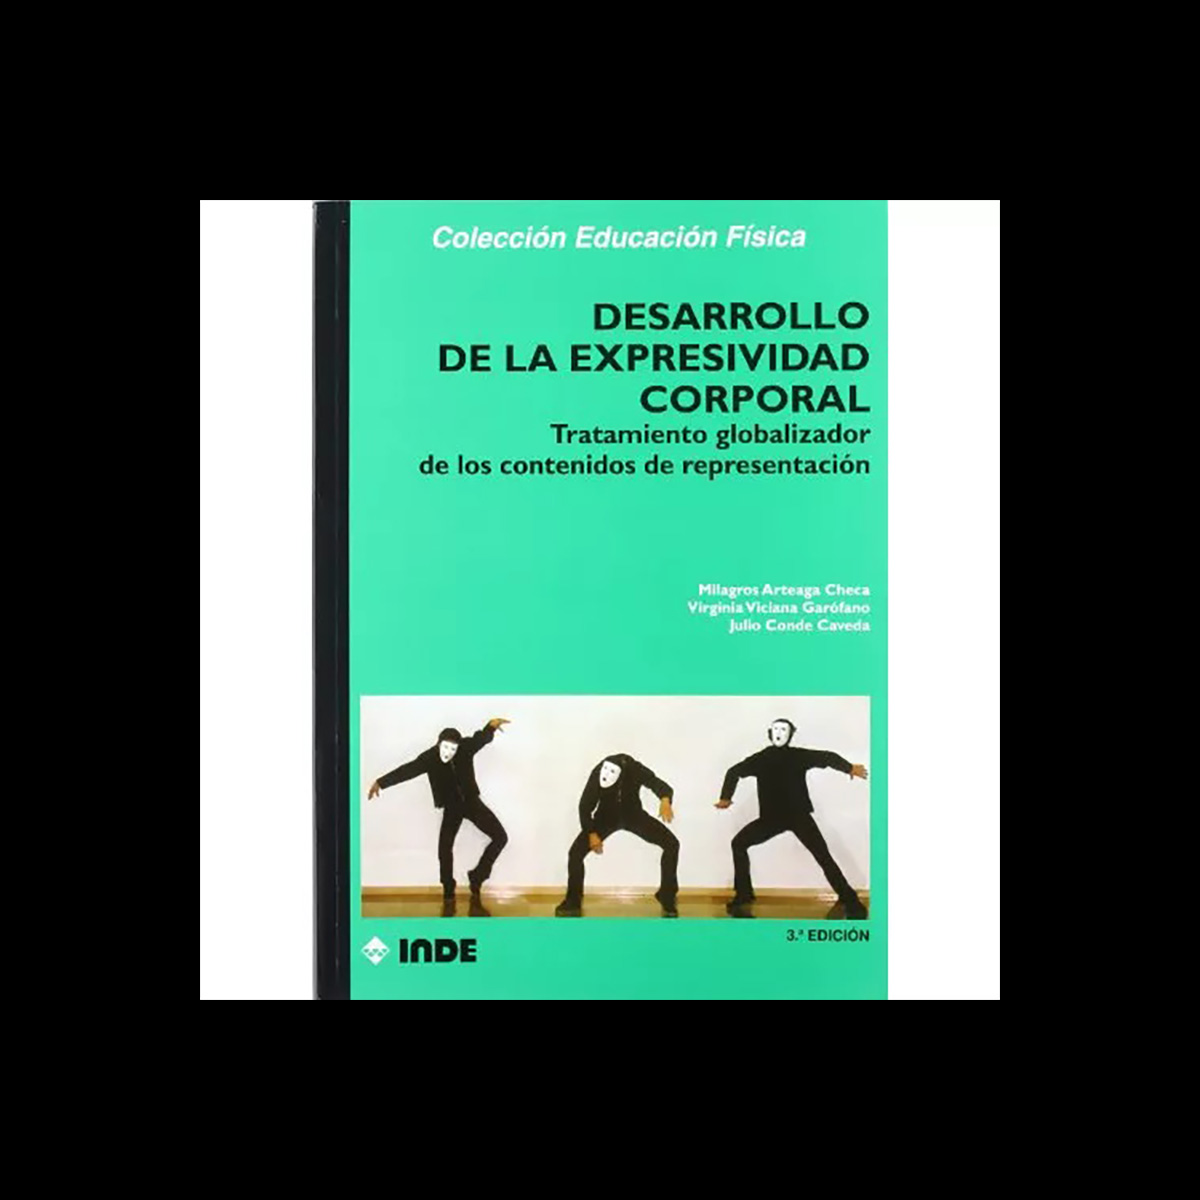 Colección Educación Física
DESARROLLO
DE LA EXPRESIVIDAD
CORPORAL
Tratamiento globalizador
de los contenidos de representación
Milagros Arteaga Checa
Virginia Viciana Garófano
Julio Conde Caveda
3.ª EDICIÓN
INDE